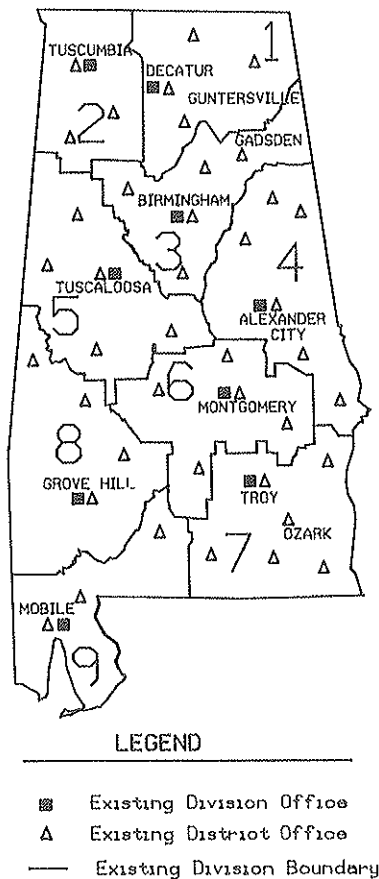 1
TUSCUMBIA
DECATUR
GUNTERSVILLE
2
GADSDEN
BIRMINGHAM
3
4
TUSCALOOSA
5
ALEXANDER
CITY
6
MONTGOMERY
8
GROVE HILL
TROY
OZARK
7
MOBILE
9
LEGEND
Existing Division Office
Existing District Office
Existing Division Boundary